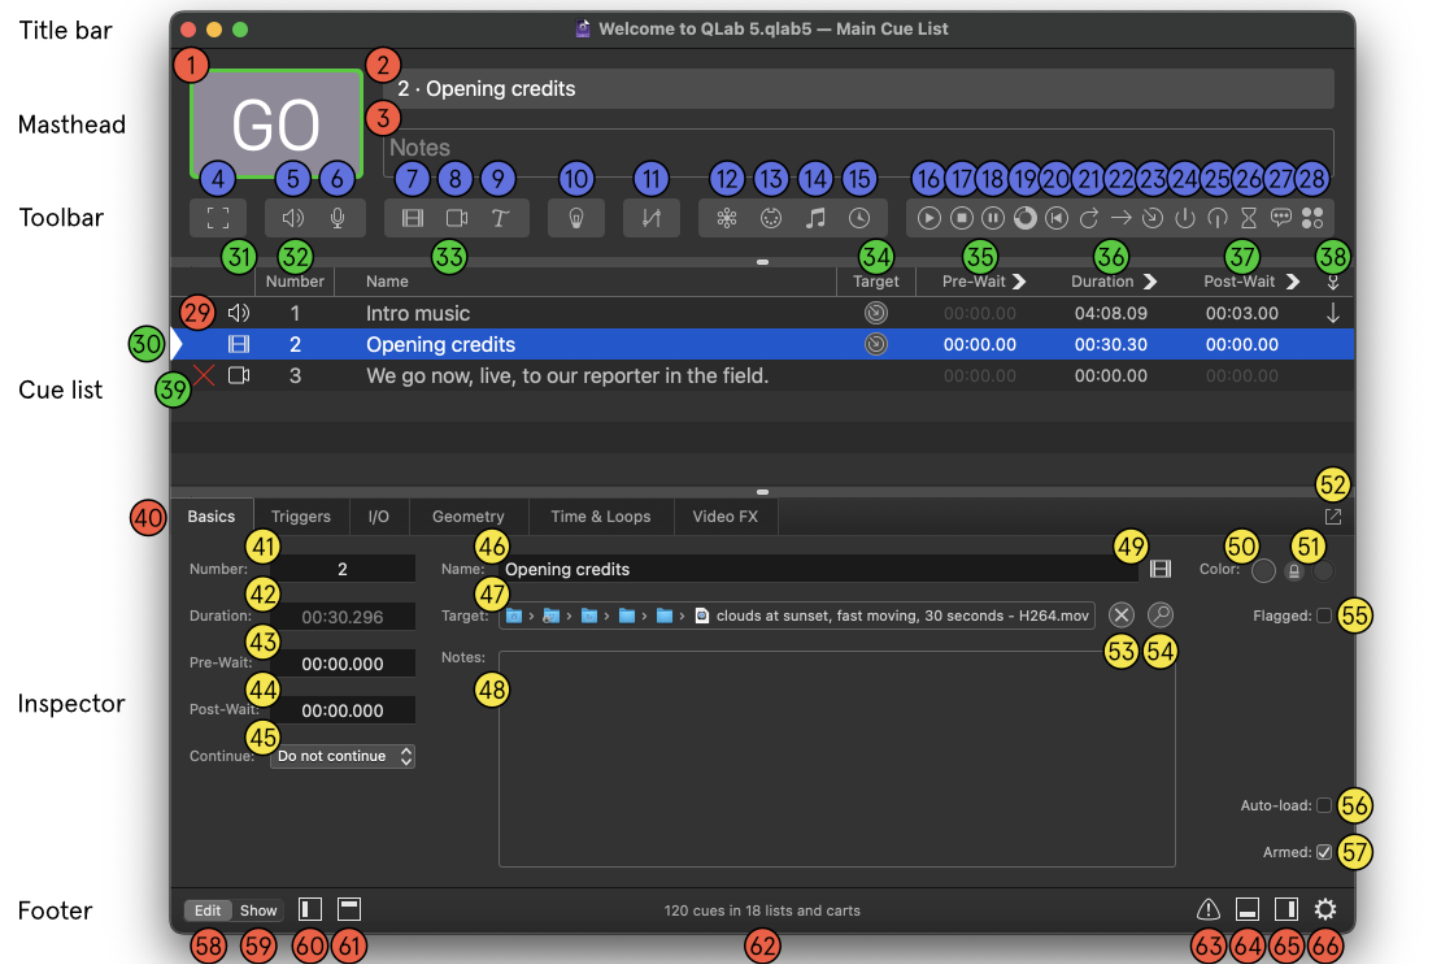 Title bar
Welcome to QLab 5.qlab5 — Main Cue List
1
2
GO
2 · Opening credits
3
Masthead
Notes
4 5 6 7 8 9 10 11 12 13 14 15 16 17 18 19 20 21 22 23 24 25 26 27 28
Toolbar
31 32 33 34 35 36 37 38
Number Name Target Pre-Wait Duration Post-Wait
29 1 Intro music 00:00.00 04:08.09 00:03.00
30 2 Opening credits 00:00.00 00:30.30 00:00.00
3 We go now, live, to our reporter in the field. 00:00.00 00:00.00 00:00.00
39
Cue list
52
40 Basics Triggers I/O Geometry Time & Loops Video FX
41 46 49 50 51
Number: 2 Name: Opening credits Color:
42 47
Duration: 00:30.296 Target: clouds at sunset, fast moving, 30 seconds - H264.mov Flagged: 55
43 53 54
Pre-Wait: 00:00.000 Notes:
44 48
Inspector
Post-Wait: 00:00.000
45
Continue: Do not continue
Auto-load: 56
Armed: 57
Footer
Edit Show 120 cues in 18 lists and carts
58 59 60 61 62 63 64 65 66